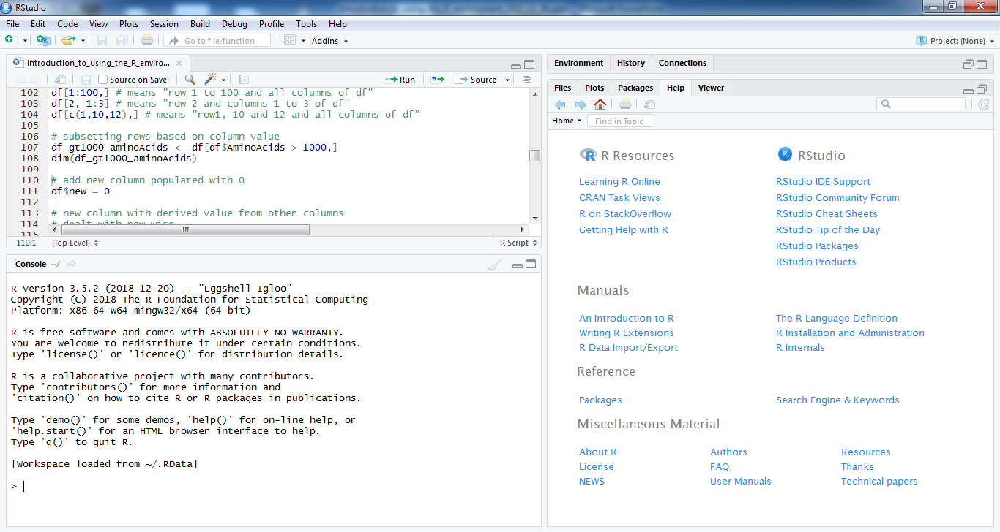 RStudio
File Edit Code View Plots Session Build Debug Profile Tools Help
Go to file/function Addins Project: (None)
introduction_to_using_the_R_enviro...
Source on Save Run Source
102 df[1:100,] # means "row 1 to 100 and all columns of df"
103 df[2, 1:3] # means "row 2 and columns 1 to 3 of df"
104 df[c(1,10,12),] # means "row1, 10 and 12 and all columns of df"
105
106 # subsetting rows based on column value
107 df_gt1000_aminoAcids <- df[df$AminoAcids > 1000,]
108 dim(df_gt1000_aminoAcids)
109
110 # add new column populated with 0
111 df$new = 0
112
113 # new column with derived value from other columns
114 # dealt with row wise
115
110:1 (Top Level) R Script
Console ~/
R version 3.5.2 (2018-12-20) -- "Eggshell Igloo"
Copyright (C) 2018 The R Foundation for Statistical Computing
Platform: x86_64-w64-mingw32/x64 (64-bit)
R is free software and comes with ABSOLUTELY NO WARRANTY.
You are welcome to redistribute it under certain conditions.
Type 'license()' or 'licence()' for distribution details.
R is a collaborative project with many contributors.
Type 'contributors()' for more information and
'citation()' on how to cite R or R packages in publications.
Type 'demo()' for some demos, 'help()' for on-line help, or
'help.start()' for an HTML browser interface to help.
Type 'q()' to quit R.
[Workspace loaded from ~/.RData]
>
Environment History Connections
Files Plots Packages Help Viewer
Home Find in Topic
R Resources
Learning R Online
CRAN Task Views
R on StackOverflow
Getting Help with R
RStudio
RStudio IDE Support
RStudio Community Forum
RStudio Cheat Sheets
RStudio Tip of the Day
RStudio Packages
RStudio Products
Manuals
An Introduction to R The R Language Definition
Writing R Extensions R Installation and Administration
R Data Import/Export R Internals
Reference
Packages Search Engine & Keywords
Miscellaneous Material
About R Authors Resources
License FAQ Thanks
NEWS User Manuals Technical papers